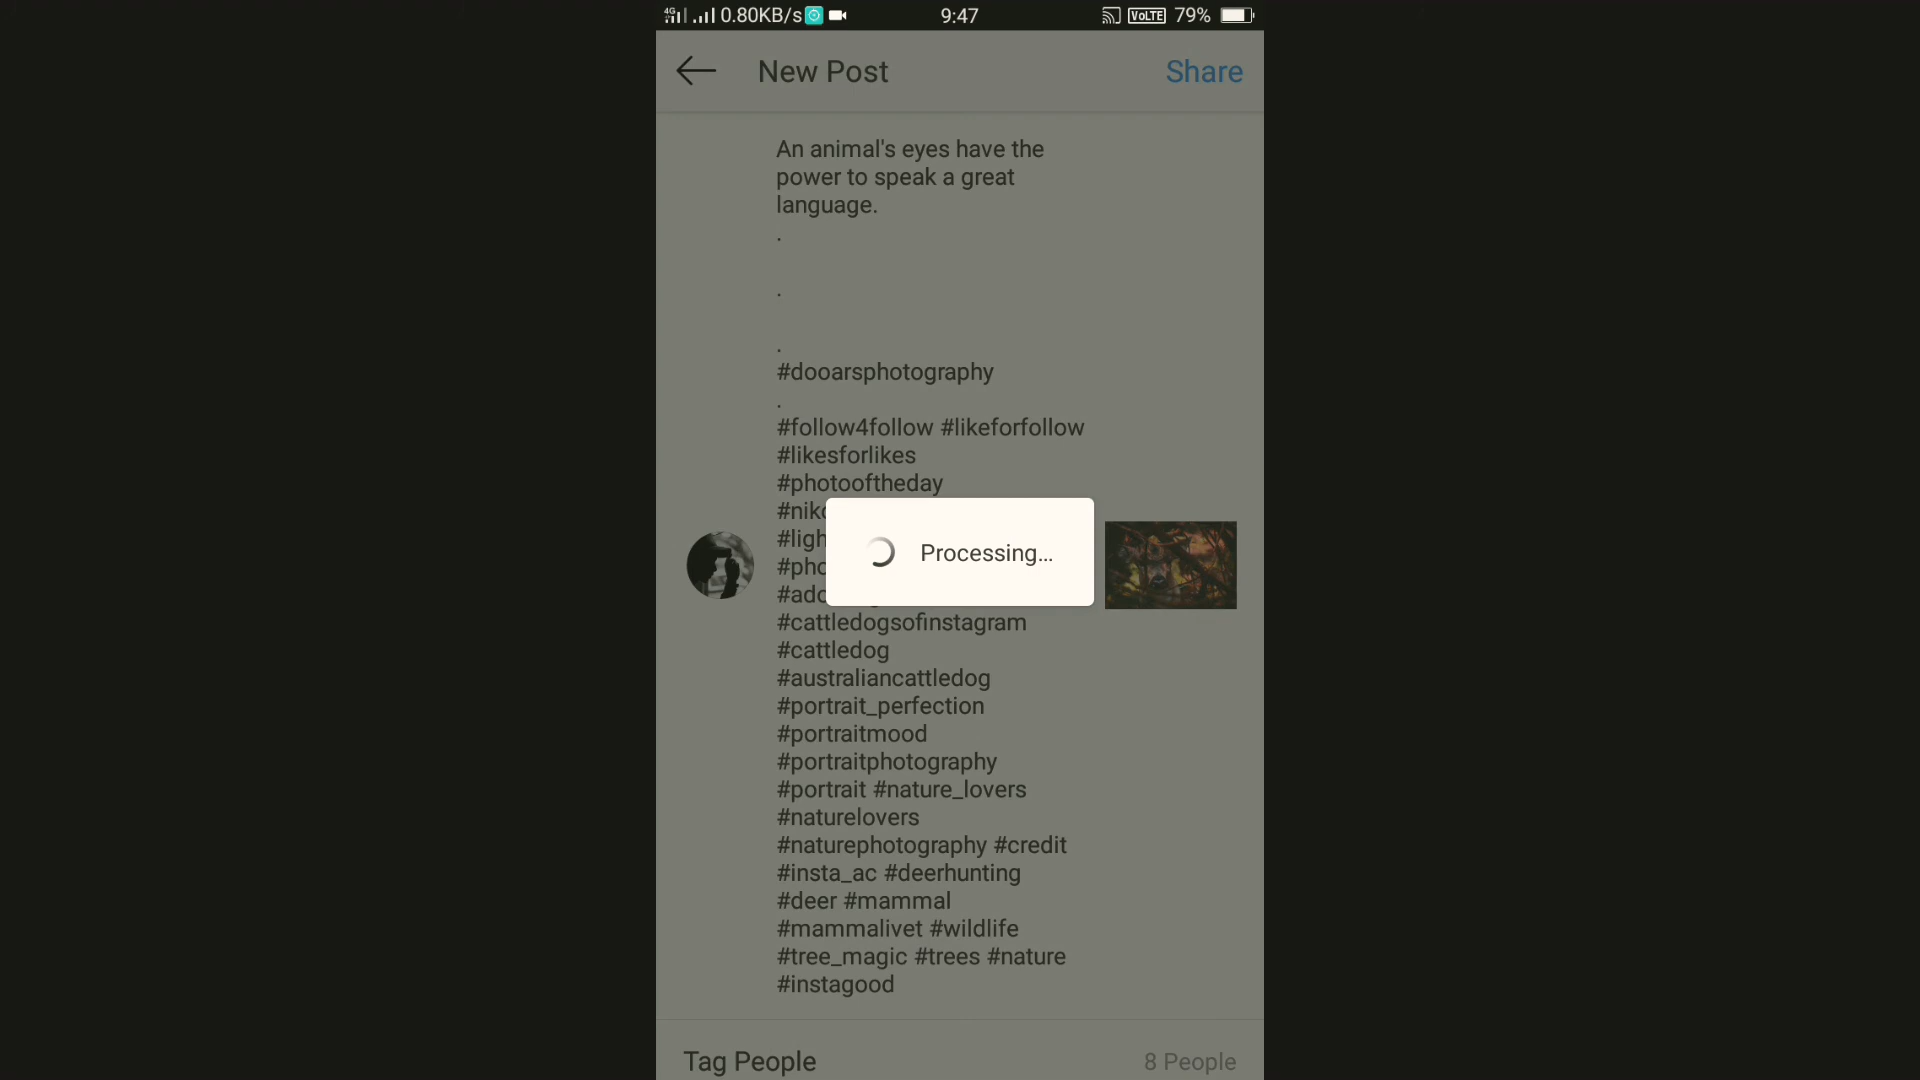 4G 0.80KB/s 9:47 VoLTE 79%
New Post Share
An animal's eyes have the
power to speak a great
language.
.
.
.
#dooarsphotography
.
#follow4follow #likeforfollow
#likesforlikes
#photooftheday
Processing...
#cattledogsofinstagram
#cattledog
#australiancattledog
#portrait_perfection
#portraitmood
#portraitphotography
#portrait #nature_lovers
#naturelovers
#naturephotography #credit
#insta_ac #deerhunting
#deer #mammal
#mammalivet #wildlife
#tree_magic #trees #nature
#instagood
Tag People 8 People